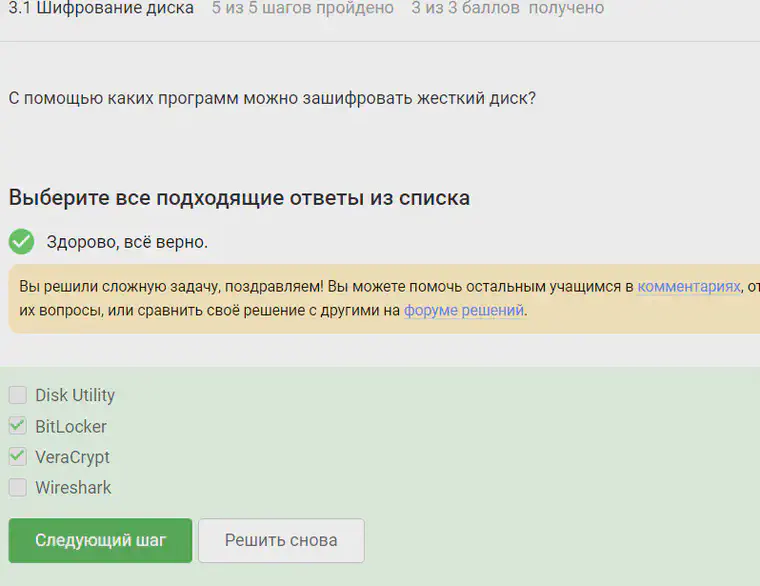 3.1 Шифрование диска 5 из 5 шагов пройдено 3 из 3 баллов получено
С помощью каких программ можно зашифровать жесткий диск?
Выберите все подходящие ответы из списка
Здорово, всё верно.
Вы решили сложную задачу, поздравляем! Вы можете помочь остальным учащимся в комментариях, от
их вопросы, или сравнить своё решение с другими на форуме решений.
Disk Utility
BitLocker
VeraCrypt
Wireshark
Следующий шаг Решить снова